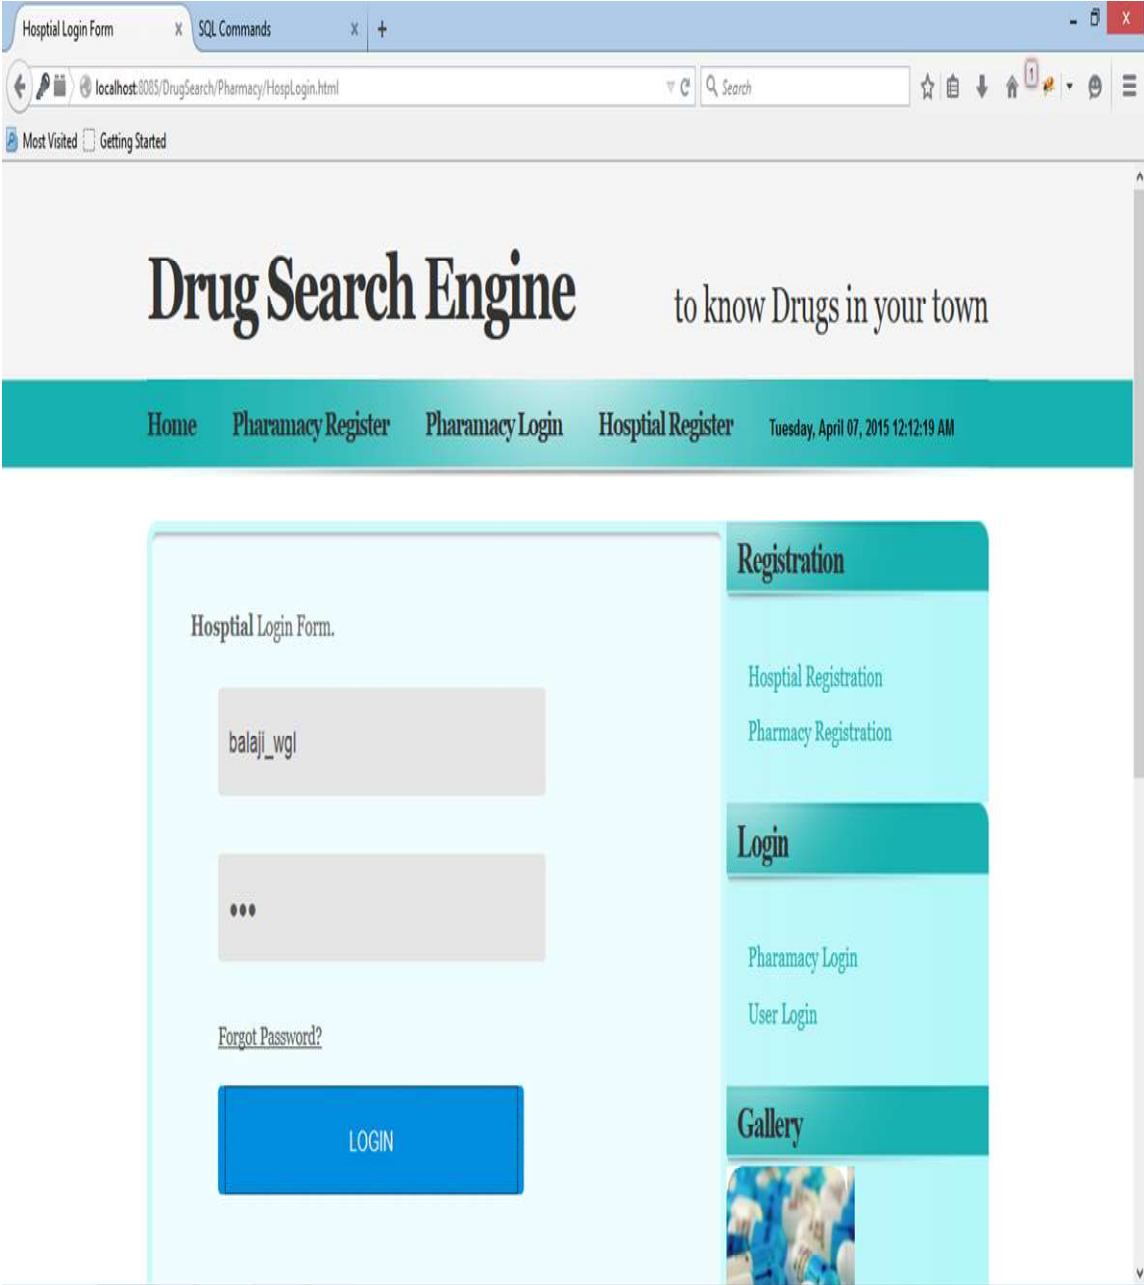 Hosptial Login Form x SQL Commands x +
localhost:8085/DrugSearch/Pharmacy/HospLogin.html Search 1
Most Visited Getting Started
Drug Search Engine to know Drugs in your town
Home Pharamacy Register Pharamacy Login Hosptial Register Tuesday, April 07, 2015 12:12:19 AM
Registration
Hosptial Login Form.
Hosptial Registration
Pharmacy Registration
balaji_wgl
Login
•••
Pharamacy Login
User Login
Forgot Password?
LOGIN
Gallery